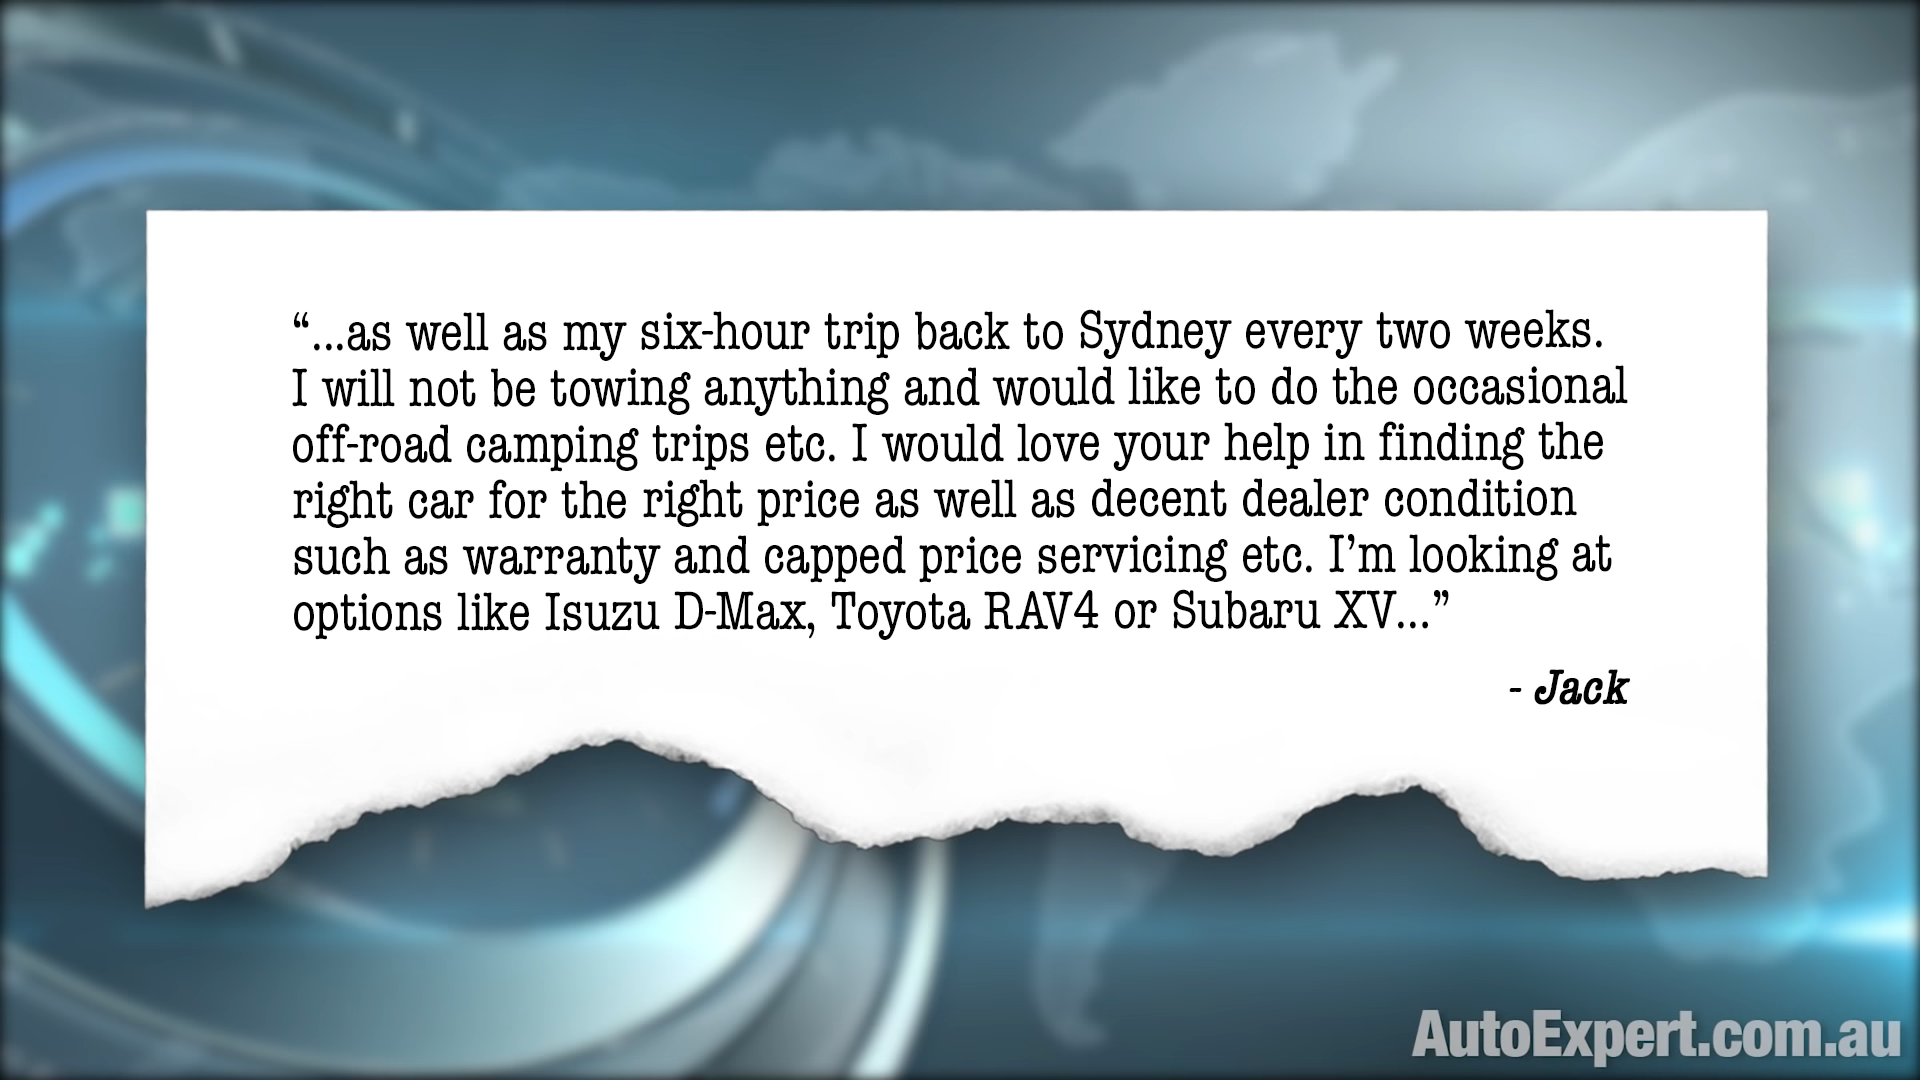 “...as well as my six-hour trip back to Sydney every two weeks.
I will not be towing anything and would like to do the occasional
off-road camping trips etc. I would love your help in finding the
right car for the right price as well as decent dealer condition
such as warranty and capped price servicing etc. I’m looking at
options like Isuzu D-Max, Toyota RAV4 or Subaru XV...”
- Jack
AutoExpert.com.au